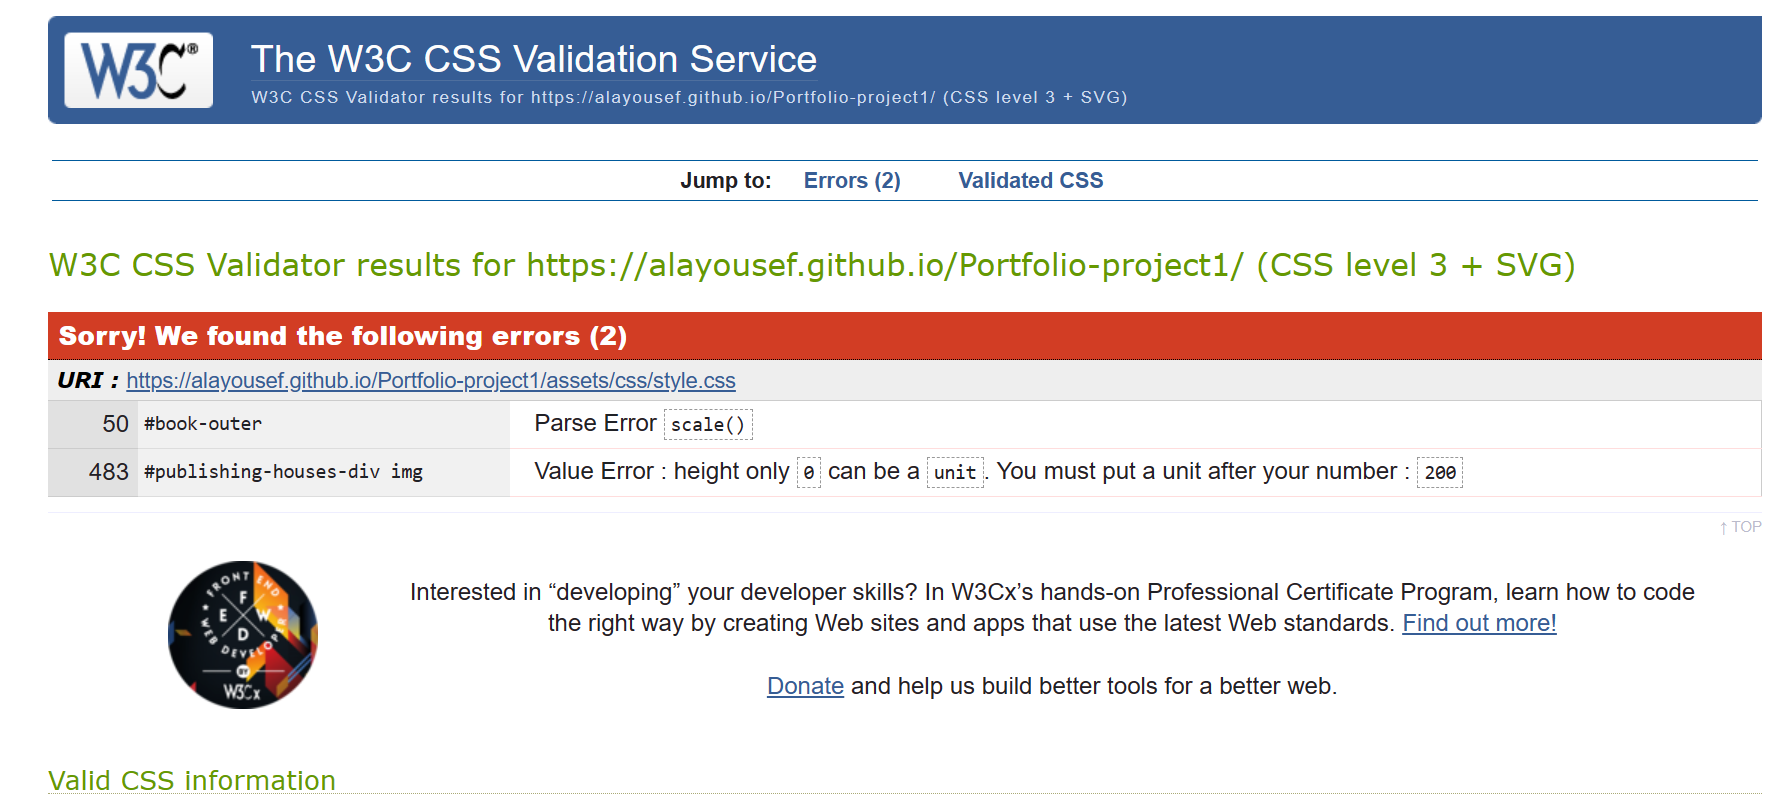 W3C®
The W3C CSS Validation Service
W3C CSS Validator results for https://alayousef.github.io/Portfolio-project1/ (CSS level 3 + SVG)
Jump to: Errors (2) Validated CSS
W3C CSS Validator results for https://alayousef.github.io/Portfolio-project1/ (CSS level 3 + SVG)
Sorry! We found the following errors (2)
URI : https://alayousef.github.io/Portfolio-project1/assets/css/style.css
50 #book-outer Parse Error scale()
483 #publishing-houses-div img Value Error : height only 0 can be a unit. You must put a unit after your number : 200
↑ TOP
FRONT END
F
E W
D
WEB DEVELOPER
BY
W3Cx
Interested in “developing” your developer skills? In W3Cx’s hands-on Professional Certificate Program, learn how to code
the right way by creating Web sites and apps that use the latest Web standards. Find out more!
Donate and help us build better tools for a better web.
Valid CSS information